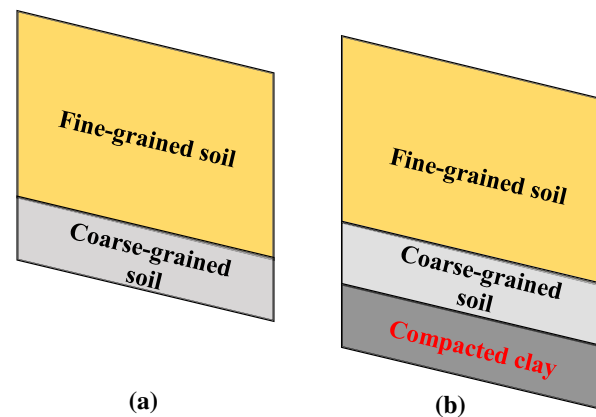 Fine-grained soil
Coarse-grained
soil
(a)
Fine-grained soil
Coarse-grained
soil
Compacted clay
(b)